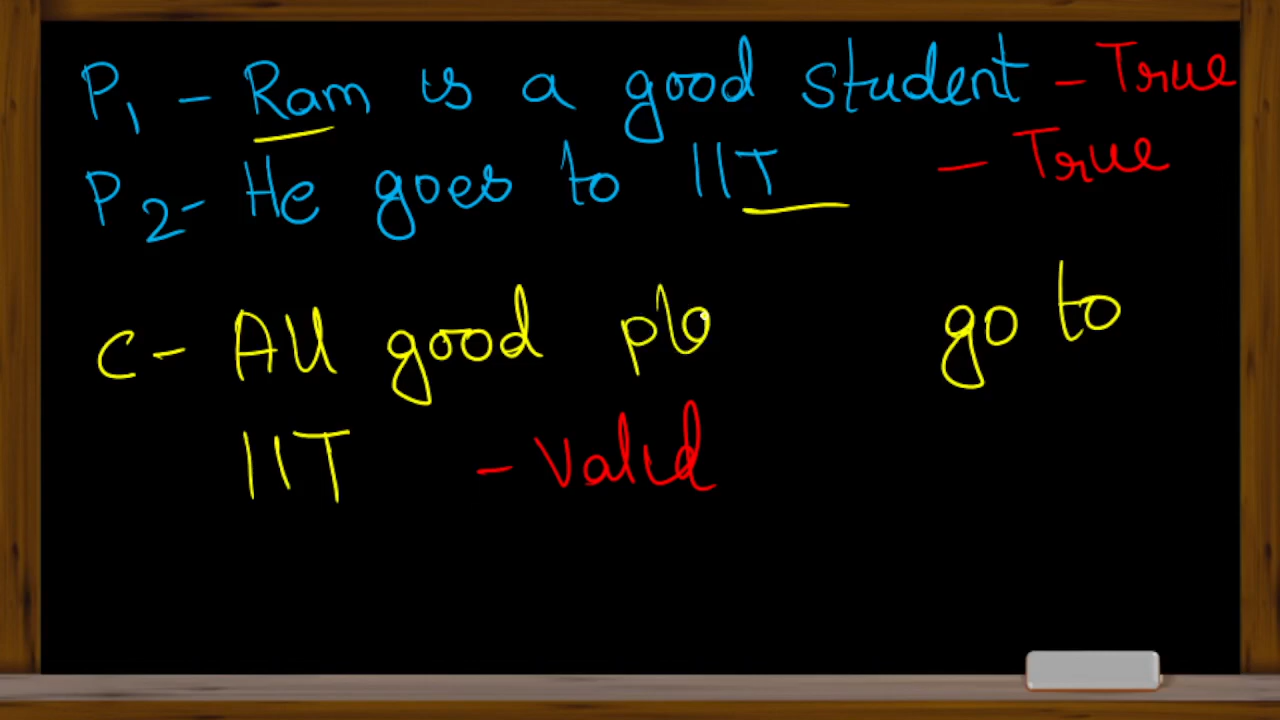 P1 - Ram is a good student - True
P2- He goes to IIT - True
C- All good plo go to
IIT - Valid